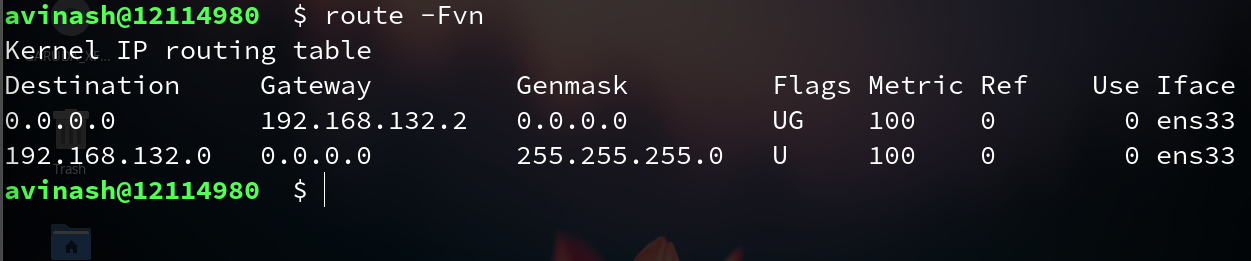 avinash@12114980  $ route -Fvn
Kernel IP routing table
Destination     Gateway         Genmask         Flags Metric Ref    Use Iface
0.0.0.0         192.168.132.2   0.0.0.0         UG    100    0        0 ens33
192.168.132.0   0.0.0.0         255.255.255.0   U     100    0        0 ens33
Trash
avinash@12114980  $